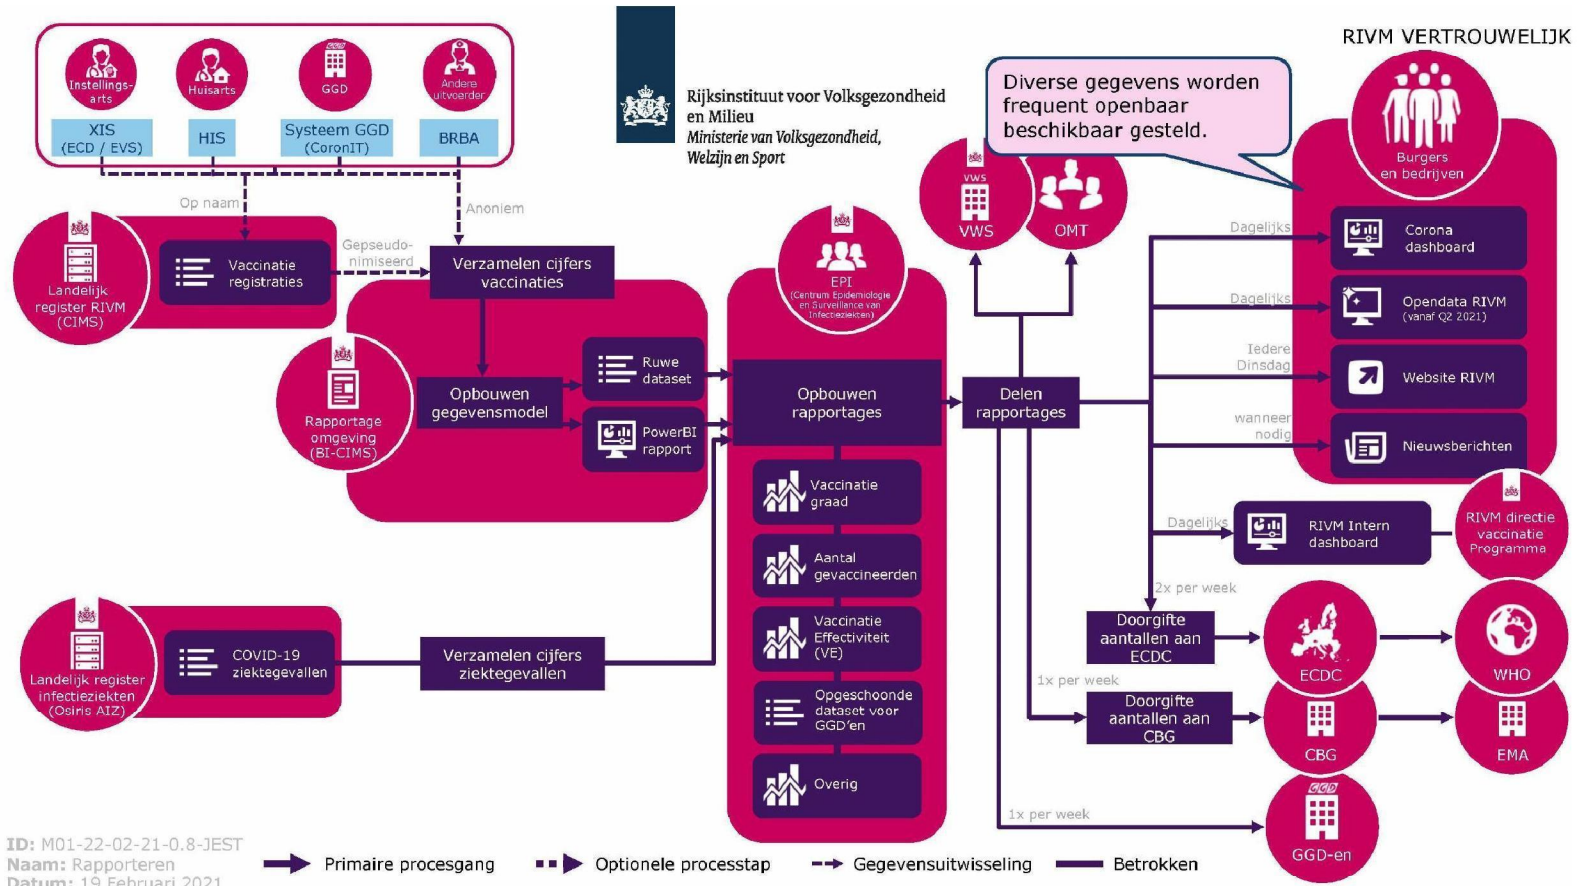 RIVM VERTROUWELIJK
Instellings-
arts
Huisarts
GGD
GGD
Andere
uitvoerder
XIS
(ECD / EVS)
HIS
Systeem GGD
(CoronIT)
BRBA
Rijksinstituut voor Volksgezondheid
en Milieu
Ministerie van Volksgezondheid,
Welzijn en Sport
Diverse gegevens worden
frequent openbaar
beschikbaar gesteld.
Burgers
en bedrijven
Op naam
Anoniem
Landelijk
register RIVM
(CIMS)
Vaccinatie
registraties
Gepseudo-
nimiseerd
Verzamelen cijfers
vaccinaties
Rapportage
omgeving
(BI-CIMS)
Opbouwen
gegevensmodel
Ruwe
dataset
PowerBI
rapport
EPI
(Centrum Epidemiologie
en Surveillance van
Infectieziekten)
Opbouwen
rapportages
Vaccinatie
graad
Aantal
gevaccineerden
Vaccinatie
Effectiviteit
(VE)
Opgeschoonde
dataset voor
GGD'en
Overig
Landelijk register
infectieziekten
(Osiris AIZ)
COVID-19
ziektegevallen
Verzamelen cijfers
ziektegevallen
vws
VWS
OMT
Delen
rapportages
Dagelijks
Corona
dashboard
Dagelijks
Opendata RIVM
(vanaf Q2 2021)
Iedere
Dinsdag
Website RIVM
wanneer
nodig
Nieuwsberichten
Dagelijks
RIVM Intern
dashboard
RIVM directie
vaccinatie
Programma
2x per week
Doorgifte
aantallen aan
ECDC
ECDC
WHO
1x per week
Doorgifte
aantallen aan
CBG
CBG
EMA
1x per week
GGD
GGD-en
ID: M01-22-02-21-0.8-JEST
Naam: Rapporteren
Datum: 19 Februari 2021
Primaire procesgang
Optionele processtap
Gegevensuitwisseling
Betrokken